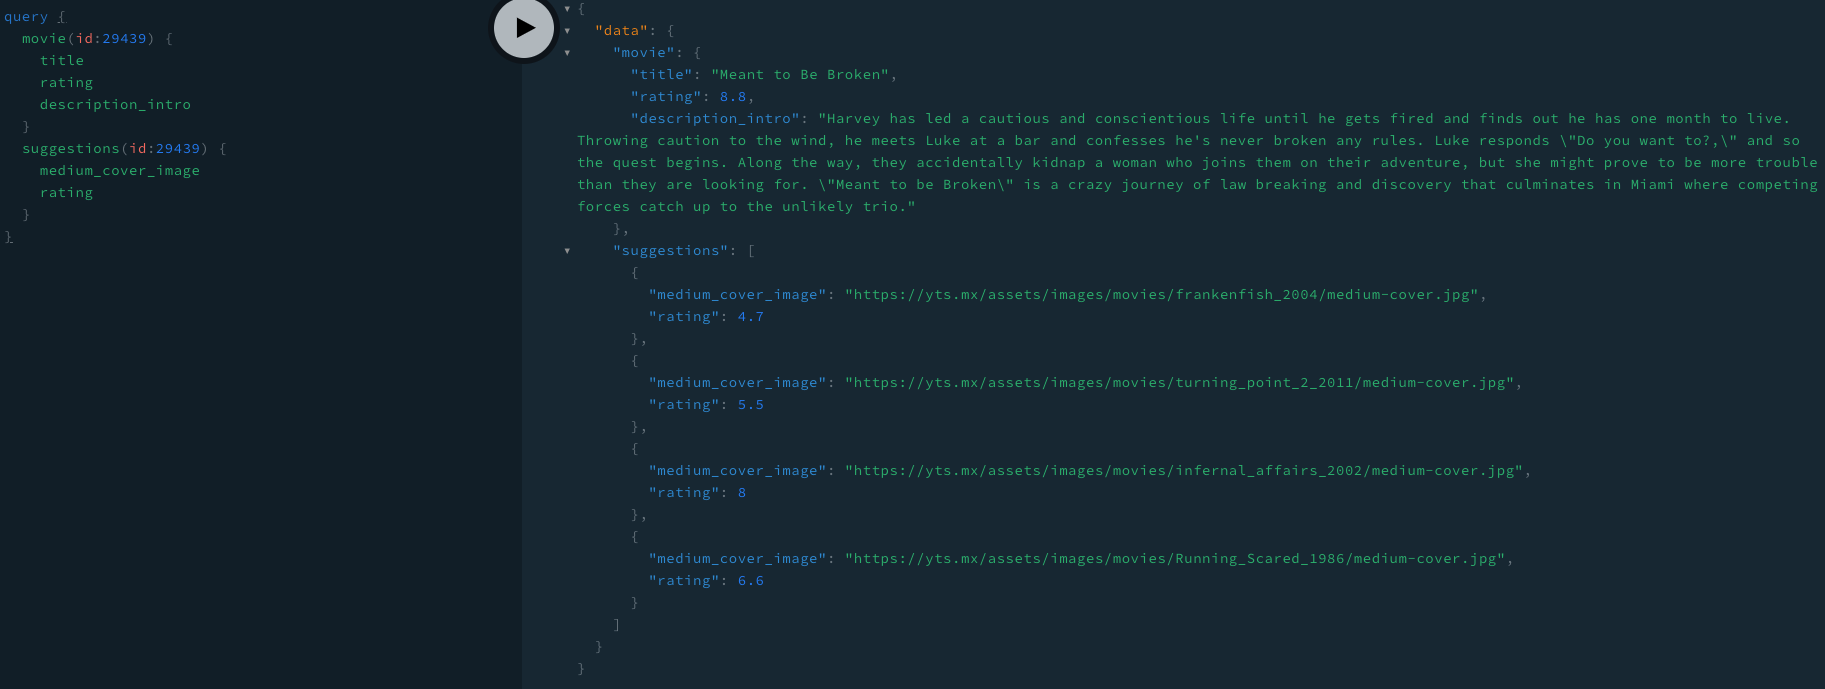 query {
movie(id:29439) {
title
rating
description_intro
}
suggestions(id:29439) {
medium_cover_image
rating
}
}
{
"data": {
"movie": {
"title": "Meant to Be Broken",
"rating": 8.8,
"description_intro": "Harvey has led a cautious and conscientious life until he gets fired and finds out he has one month to live.
Throwing caution to the wind, he meets Luke at a bar and confesses he's never broken any rules. Luke responds \"Do you want to?,\" and so
the quest begins. Along the way, they accidentally kidnap a woman who joins them on their adventure, but she might prove to be more trouble
than they are looking for. \"Meant to be Broken\" is a crazy journey of law breaking and discovery that culminates in Miami where competing
forces catch up to the unlikely trio."
},
"suggestions": [
{
"medium_cover_image": "https://yts.mx/assets/images/movies/frankenfish_2004/medium-cover.jpg",
"rating": 4.7
},
{
"medium_cover_image": "https://yts.mx/assets/images/movies/turning_point_2_2011/medium-cover.jpg",
"rating": 5.5
},
{
"medium_cover_image": "https://yts.mx/assets/images/movies/infernal_affairs_2002/medium-cover.jpg",
"rating": 8
},
{
"medium_cover_image": "https://yts.mx/assets/images/movies/Running_Scared_1986/medium-cover.jpg",
"rating": 6.6
}
]
}
}